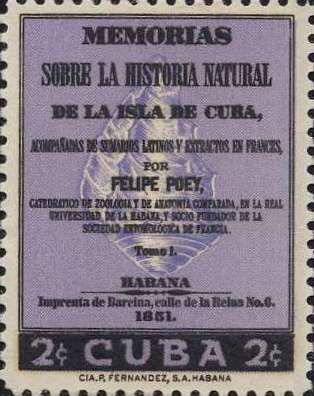 MEMORIAS
SOBRE LA HISTORIA NATURAL
DE LA ISLA DE CUBA,
ACOMPAÑADAS DE SUMARIOS LATINOS Y EXTRACTOS EN FRANCES,
POR
FELIPE POEY,
CATEDRATICO DE ZOOLOGIA Y DE ANATOMIA COMPARADA, EN LA REAL
UNIVERSIDAD DE LA HABANA, Y SOCIO FUNDADOR DE LA
SOCIEDAD ENTOMOLOGICA DE FRANCIA.
Tomo I.
HABANA
Imprenta de Barcina, calle de la Reina No. 6.
1851.
2¢ CUBA 2¢
CIA. P. FERNANDEZ, S. A. HABANA